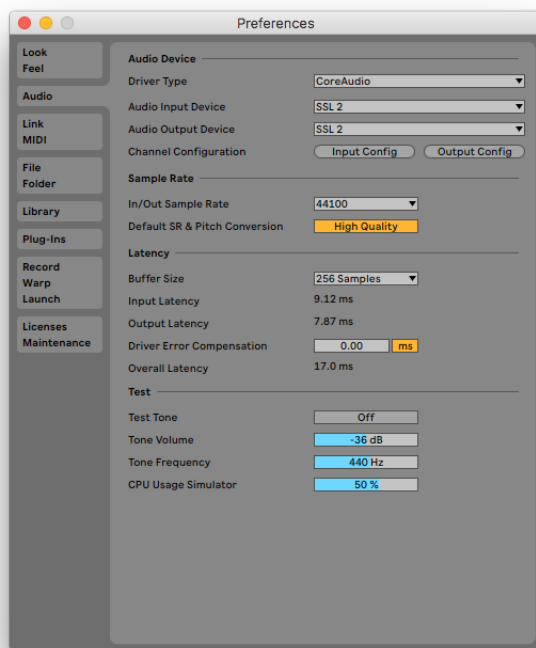 Preferences
Look
Feel
Audio
Link
MIDI
File
Folder
Library
Plug-Ins
Record
Warp
Launch
Licenses
Maintenance
Audio Device
Driver Type CoreAudio
Audio Input Device SSL 2
Audio Output Device SSL 2
Channel Configuration Input Config Output Config
Sample Rate
In/Out Sample Rate 44100
Default SR & Pitch Conversion High Quality
Latency
Buffer Size 256 Samples
Input Latency 9.12 ms
Output Latency 7.87 ms
Driver Error Compensation 0.00 ms
Overall Latency 17.0 ms
Test
Test Tone Off
Tone Volume -36 dB
Tone Frequency 440 Hz
CPU Usage Simulator 50 %